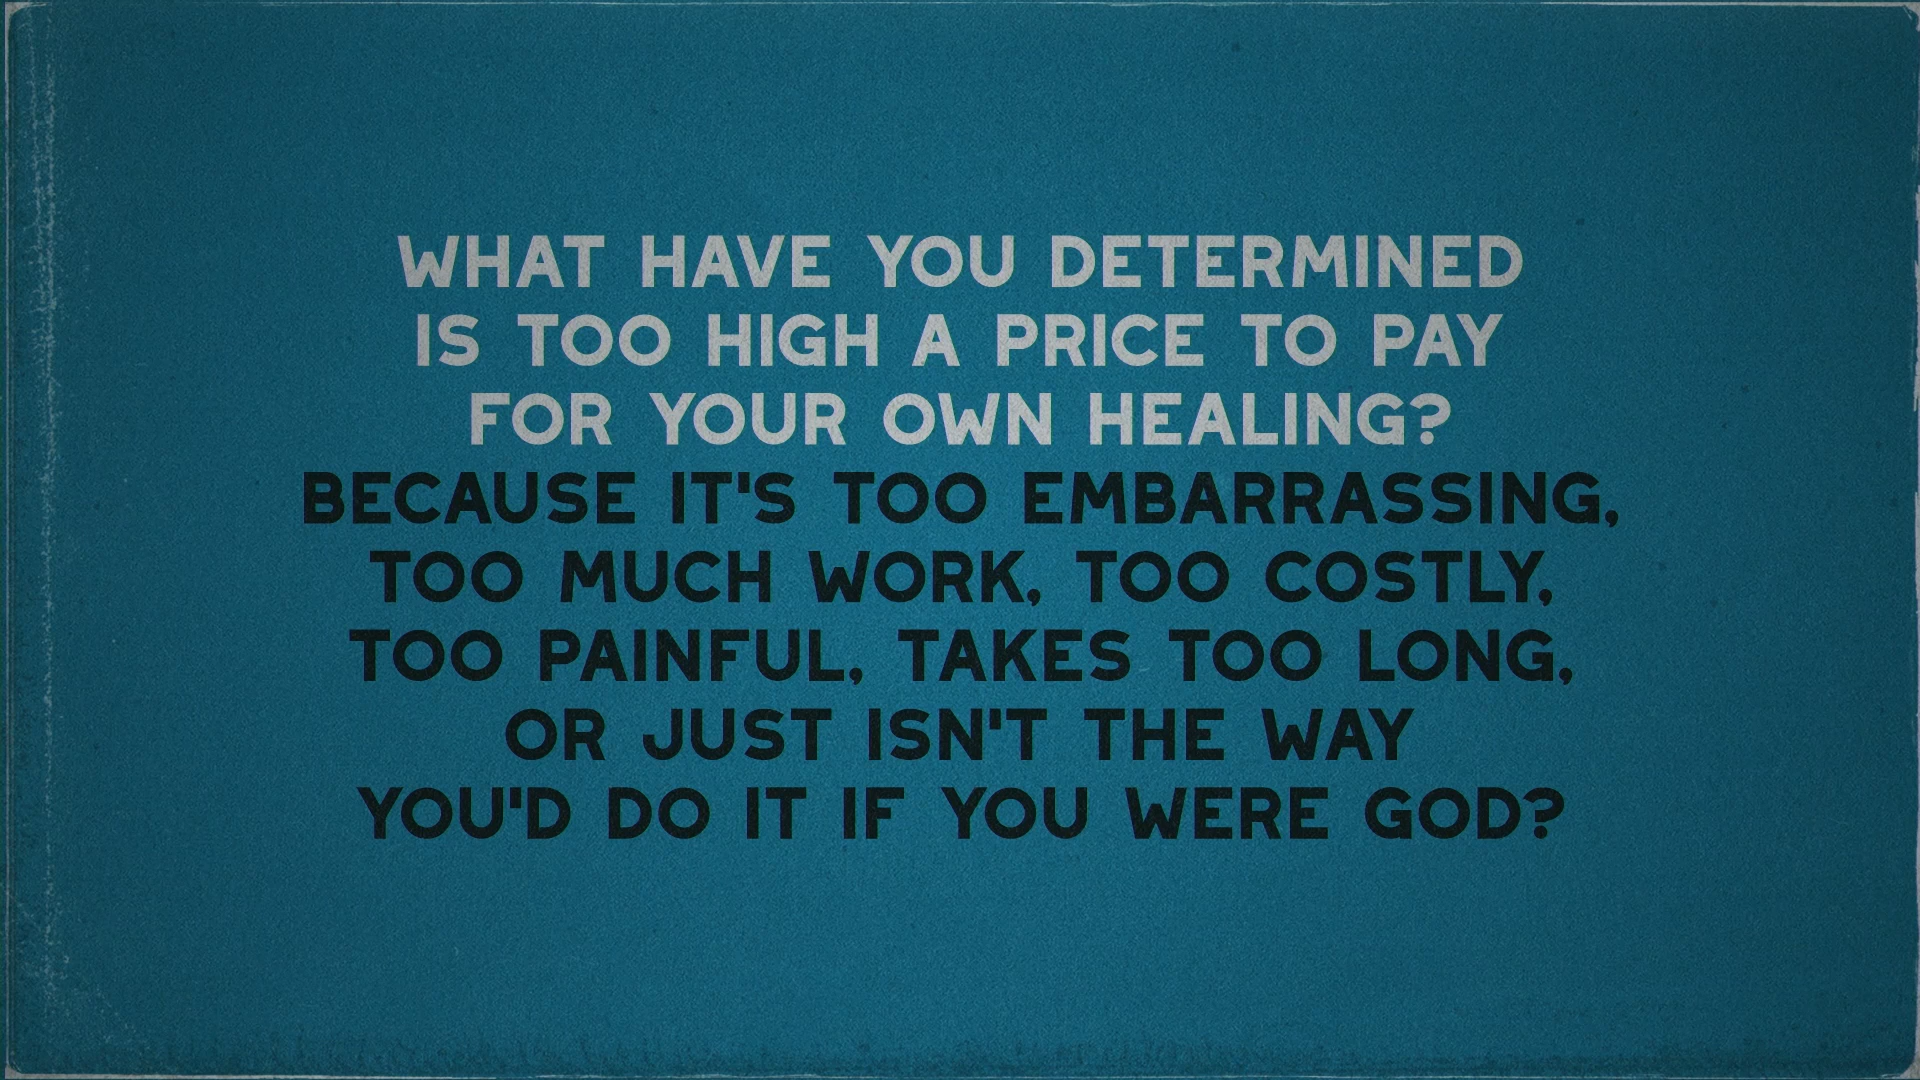 WHAT HAVE YOU DETERMINED
IS TOO HIGH A PRICE TO PAY
FOR YOUR OWN HEALING?
BECAUSE IT'S TOO EMBARRASSING,
TOO MUCH WORK, TOO COSTLY,
TOO PAINFUL, TAKES TOO LONG,
OR JUST ISN'T THE WAY
YOU'D DO IT IF YOU WERE GOD?